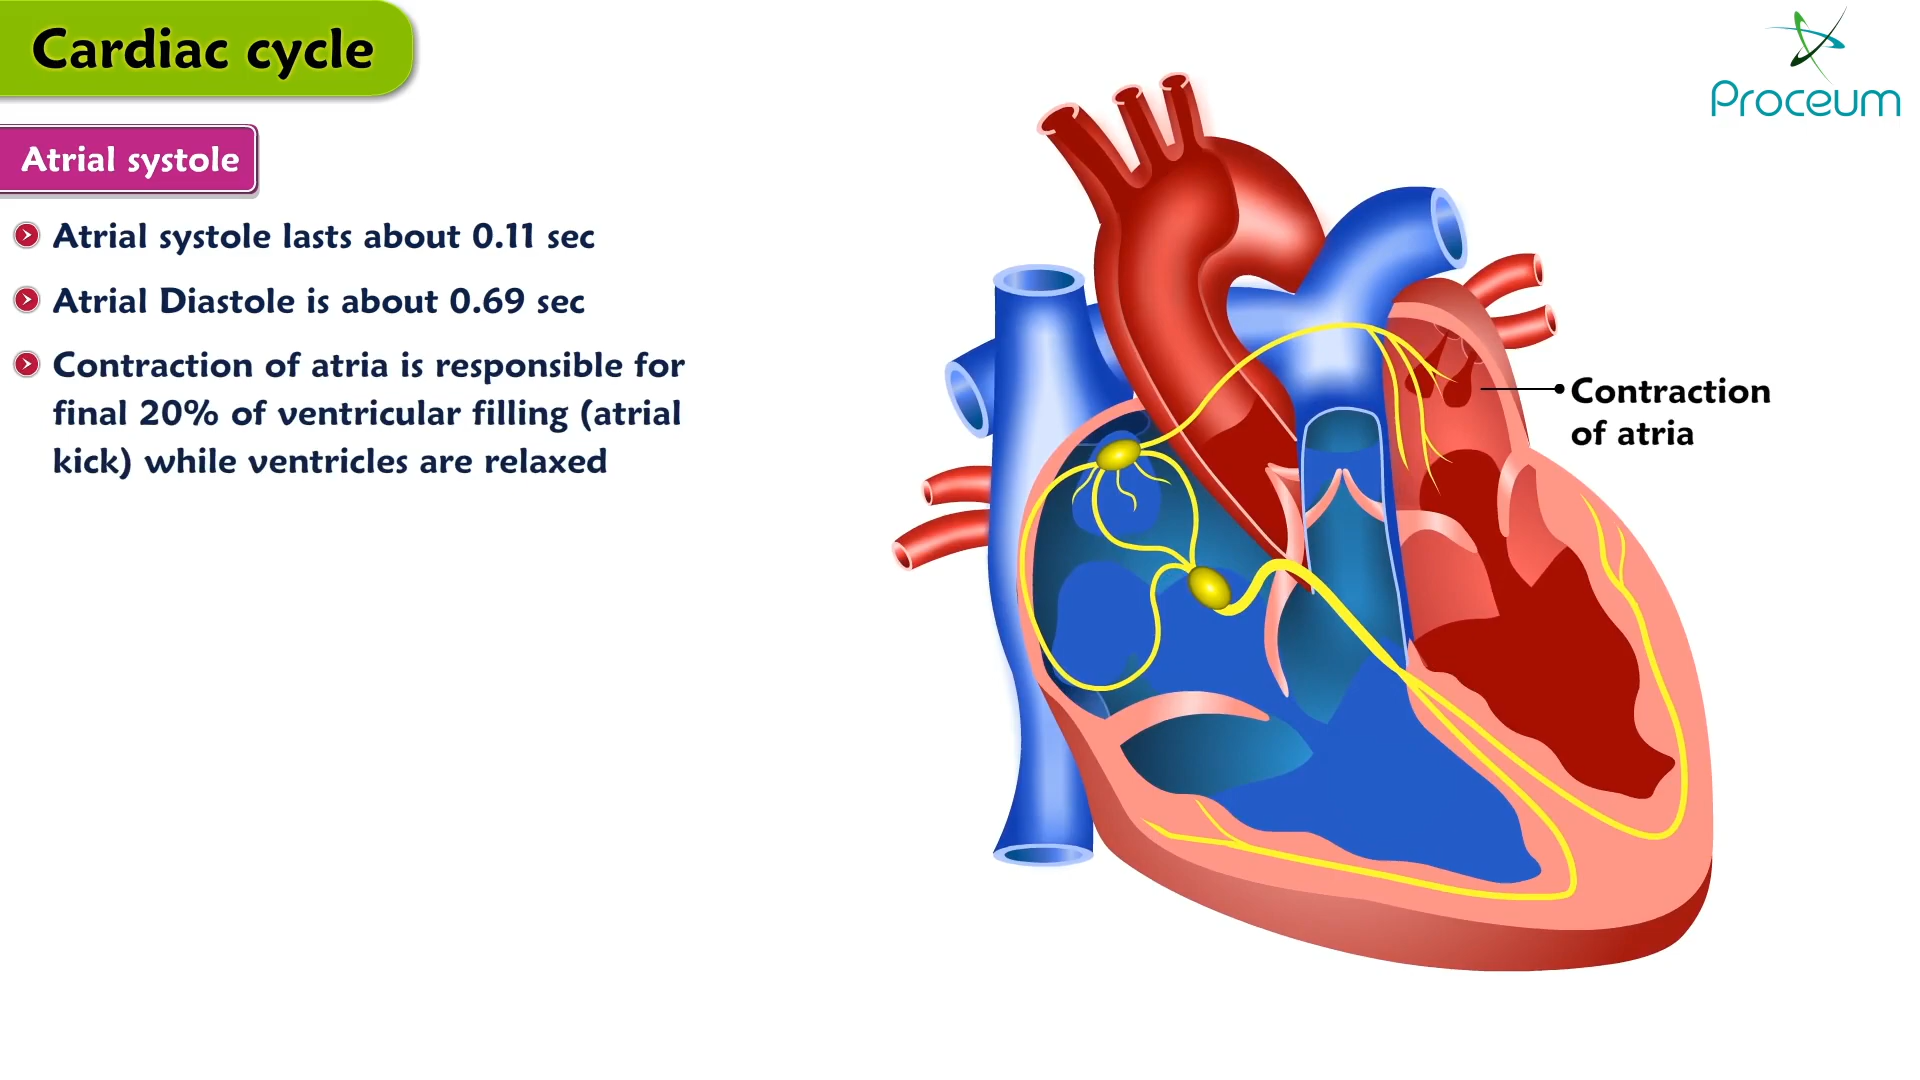 Cardiac cycle
Proceum
Atrial systole
Atrial systole lasts about 0.11 sec
Atrial Diastole is about 0.69 sec
Contraction of atria is responsible for
final 20% of ventricular filling (atrial
kick) while ventricles are relaxed
Contraction
of atria